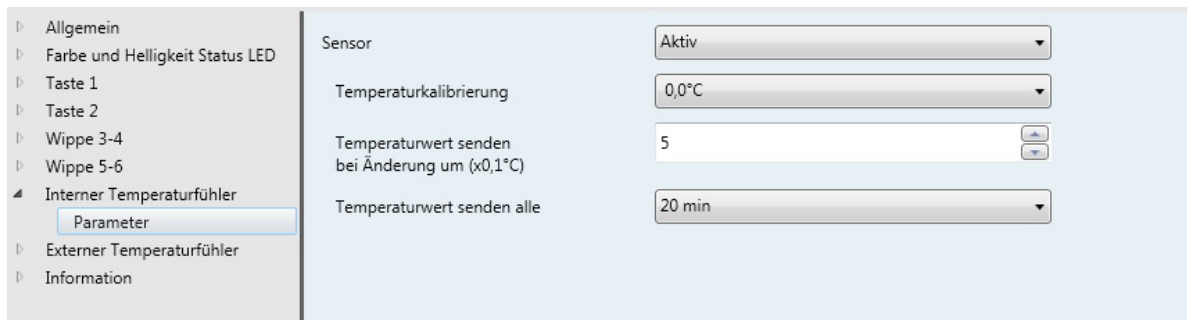 Allgemein
Farbe und Helligkeit Status LED
Taste 1
Taste 2
Wippe 3-4
Wippe 5-6
Interner Temperaturfühler
Parameter
Externer Temperaturfühler
Information
Sensor
Aktiv
Temperaturkalibrierung
0,0°C
Temperaturwert senden
bei Änderung um (x0,1°C)
5
Temperaturwert senden alle
20 min